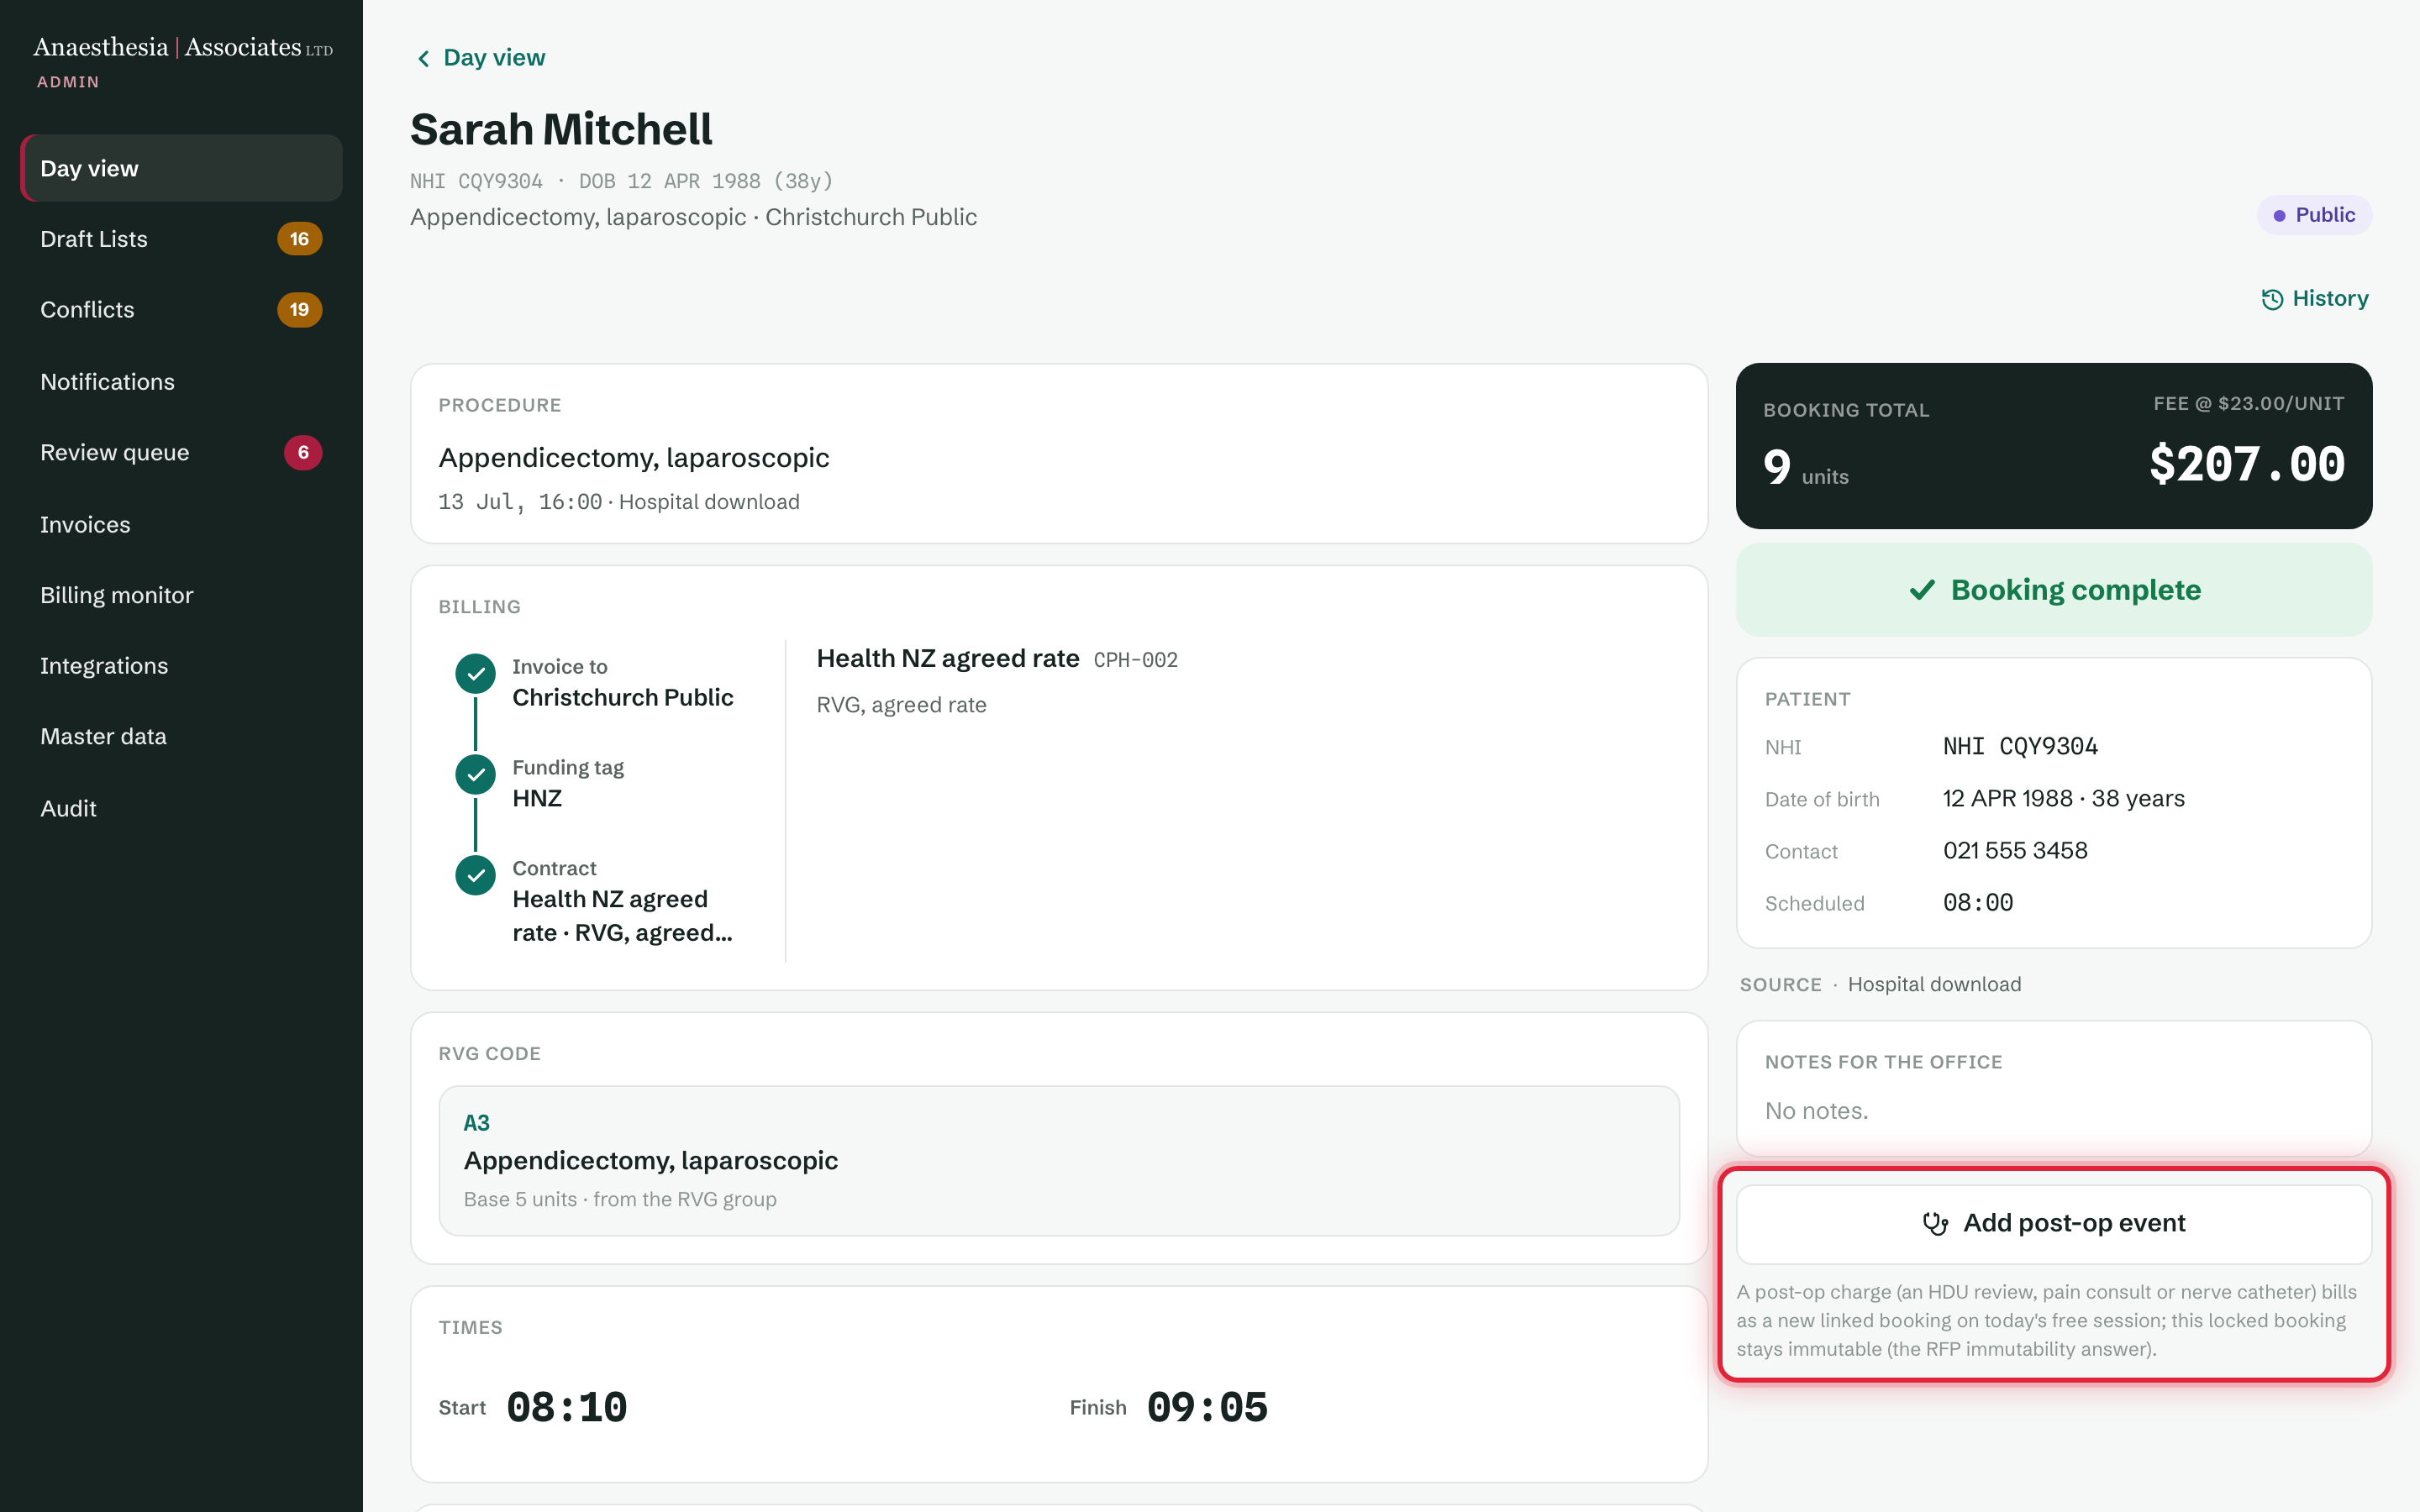 Anaesthesia | Associates LTD
ADMIN
Day view
Draft Lists 16
Conflicts 19
Notifications
Review queue 6
Invoices
Billing monitor
Integrations
Master data
Audit
Day view
Sarah Mitchell
NHI CQY9304 · DOB 12 APR 1988 (38y)
Appendicectomy, laparoscopic · Christchurch Public
Public
History
PROCEDURE
Appendicectomy, laparoscopic
13 Jul, 16:00 · Hospital download
BILLING
Invoice to
Christchurch Public
Funding tag
HNZ
Contract
Health NZ agreed
rate · RVG, agreed...
Health NZ agreed rate CPH-002
RVG, agreed rate
RVG CODE
A3
Appendicectomy, laparoscopic
Base 5 units · from the RVG group
TIMES
Start 08:10
Finish 09:05
BOOKING TOTAL
FEE @ $23.00/UNIT
9 units
$207.00
Booking complete
PATIENT
NHI NHI CQY9304
Date of birth 12 APR 1988 · 38 years
Contact 021 555 3458
Scheduled 08:00
SOURCE · Hospital download
NOTES FOR THE OFFICE
No notes.
Add post-op event
A post-op charge (an HDU review, pain consult or nerve catheter) bills
as a new linked booking on today's free session; this locked booking
stays immutable (the RFP immutability answer).